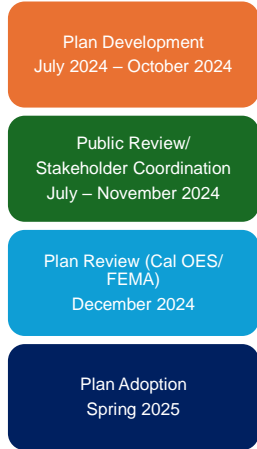 Plan Development
July 2024 – October 2024
Public Review/
Stakeholder Coordination
July – November 2024
Plan Review (Cal OES/
FEMA)
December 2024
Plan Adoption
Spring 2025